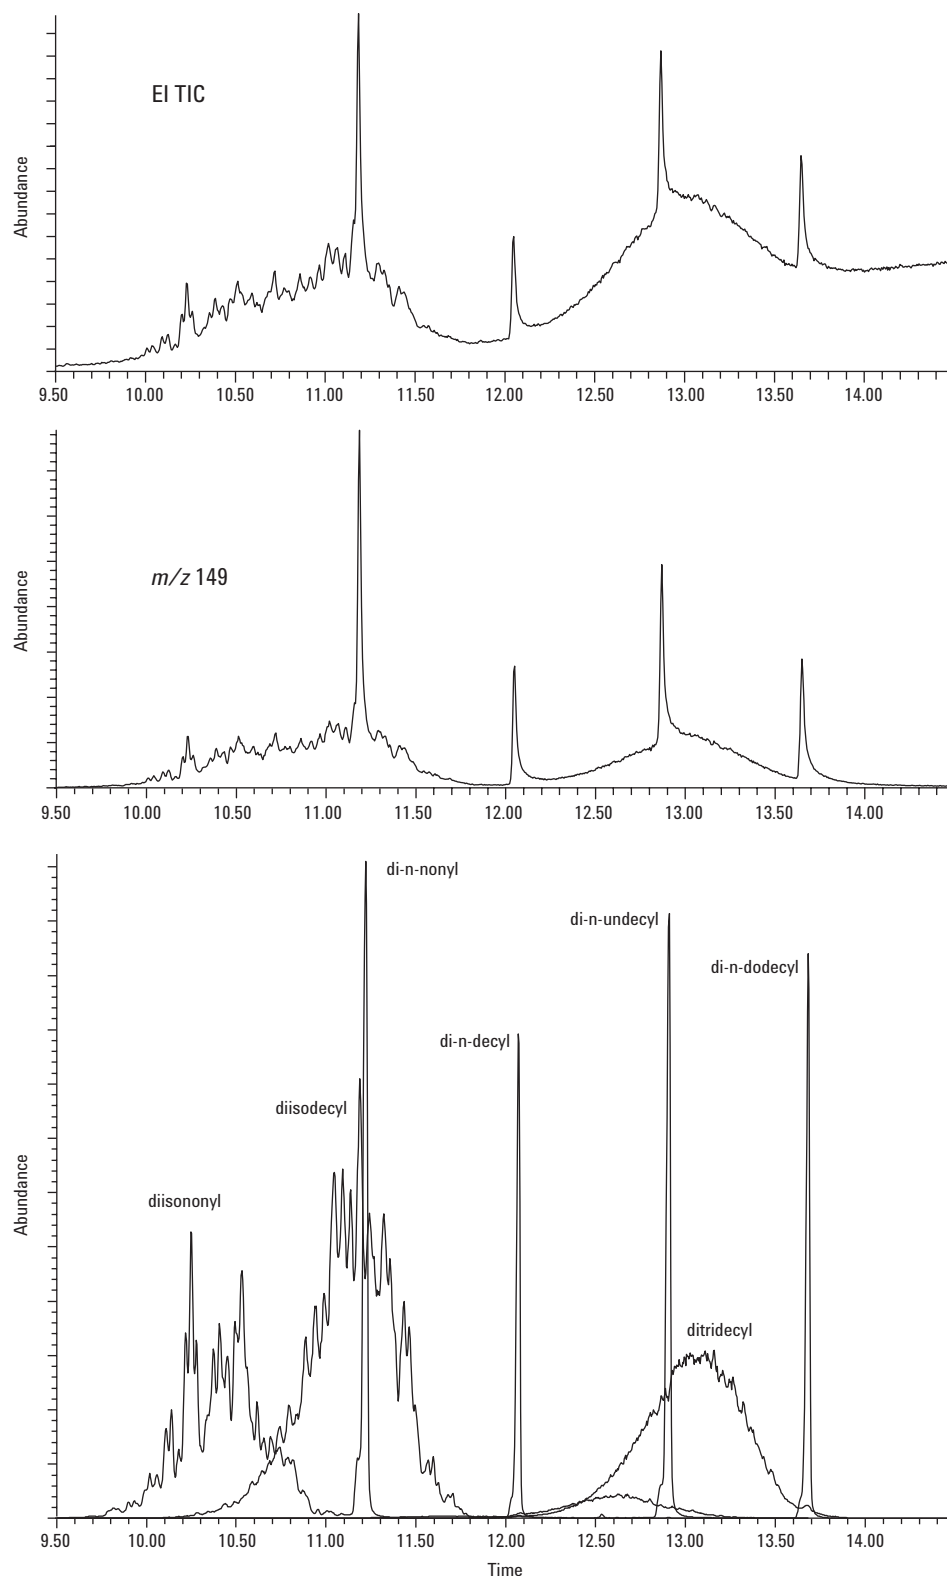 EI TIC
Abundance
9.50 10.00 10.50 11.00 11.50 12.00 12.50 13.00 13.50 14.00
m/z 149
Abundance
9.50 10.00 10.50 11.00 11.50 12.00 12.50 13.00 13.50 14.00
di-n-nonyl
di-n-undecyl
di-n-dodecyl
di-n-decyl
diisodecyl
diisononyl
ditridecyl
Abundance
9.50 10.00 10.50 11.00 11.50 12.00 12.50 13.00 13.50 14.00
Time